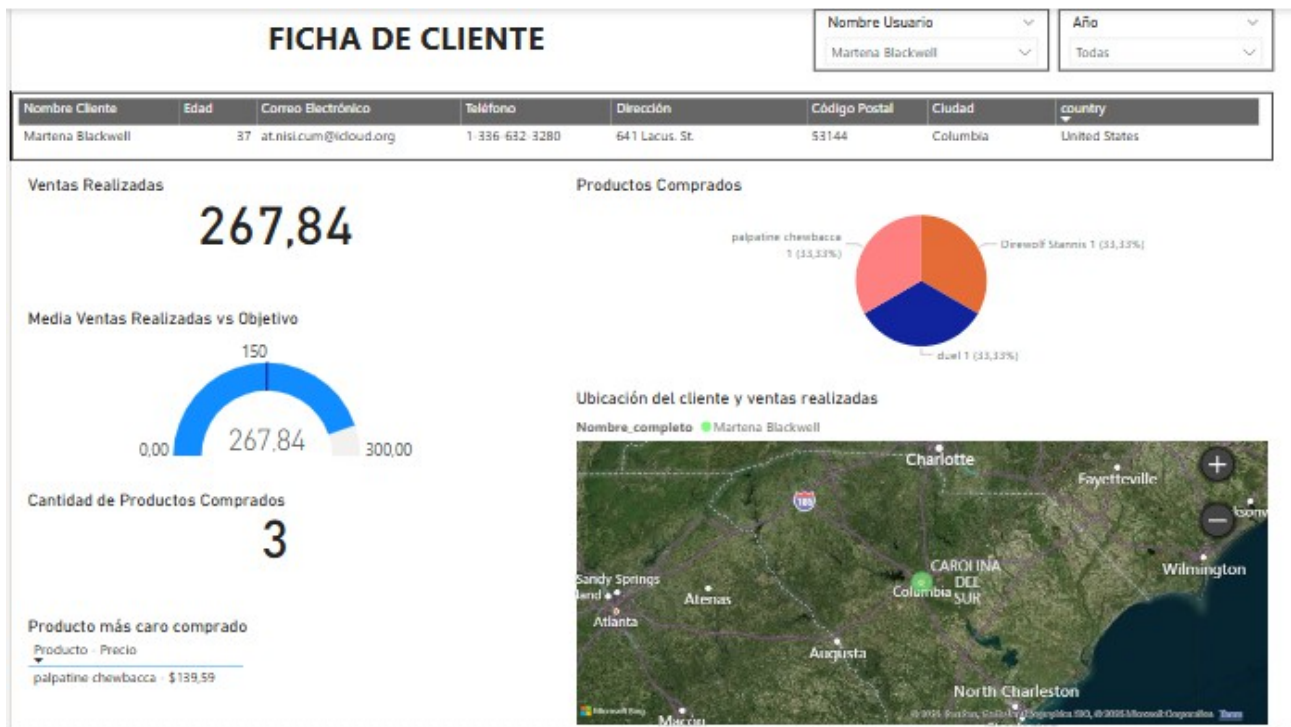 FICHA DE CLIENTE
Nombre Usuario
Martena Blackwell
Año
Todas
Nombre Cliente Edad Correo Electrónico Teléfono Dirección Código Postal Ciudad country
Martena Blackwell 37 at.nisi.cum@icloud.org 1-336-632-3280 641 Lacus. St. 53144 Columbia United States
Ventas Realizadas
267,84
Media Ventas Realizadas vs Objetivo
150
0,00
267,84
300,00
Cantidad de Productos Comprados
3
Producto más caro comprado
Producto - Precio
palpatine chewbacca - $139,59
Productos Comprados
palpatine chewbacca
1 (33,33%)
Direwolf Stannis 1 (33,33%)
duel 1 (33,33%)
Ubicación del cliente y ventas realizadas
Nombre_completo Martena Blackwell
Charlotte
Fayetteville
185
Wilmington
CAROLINA
DEL
SUR
Columbia
Sandy Springs
Atlanta
Atenas
Augusta
North Charleston
Macon
Microsoft Bing